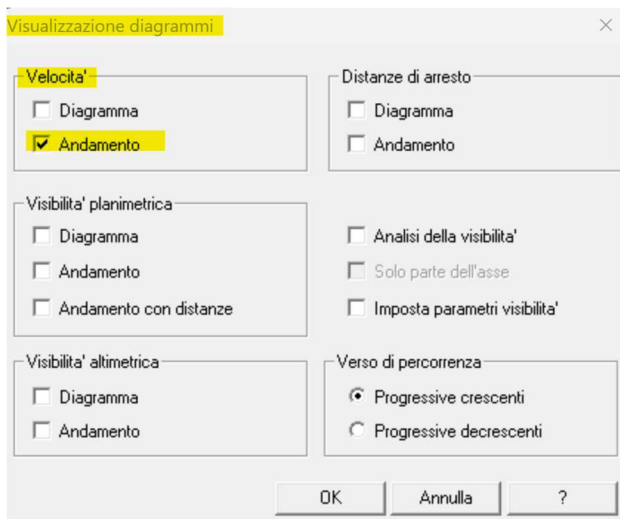 Visualizzazione diagrammi
Velocita'
Diagramma
Andamento
Distanze di arresto
Diagramma
Andamento
Visibilita' planimetrica
Diagramma
Andamento
Andamento con distanze
Analisi della visibilita'
Solo parte dell'asse
Imposta parametri visibilita'
Visibilita' altimetrica
Diagramma
Andamento
Verso di percorrenza
Progressive crescenti
Progressive decrescenti
OK
Annulla
?